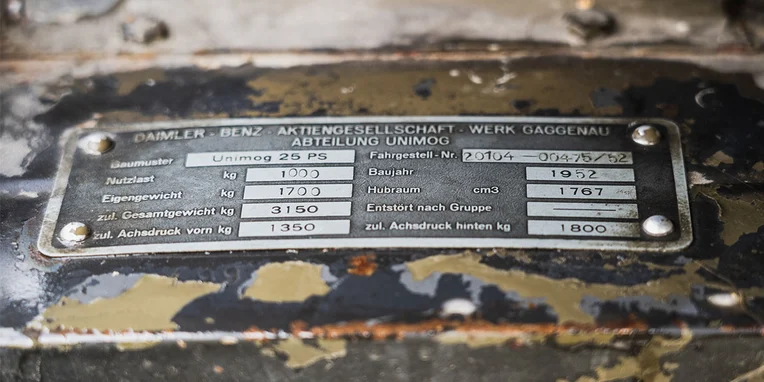 DAIMLER - BENZ - AKTIENGESELLSCHAFT - WERK GAGGENAU
ABTEILUNG UNIMOG
Baumuster Unimog 25 PS Fahrgestell-Nr. 20104-00475/52
Nutzlast kg 1000 Baujahr 1952
Eigengewicht kg 1700 Hubraum cm3 1767
zul. Gesamtgewicht kg 3150 Entstört nach Gruppe
zul. Achsdruck vorn kg 1350 zul. Achsdruck hinten kg 1800